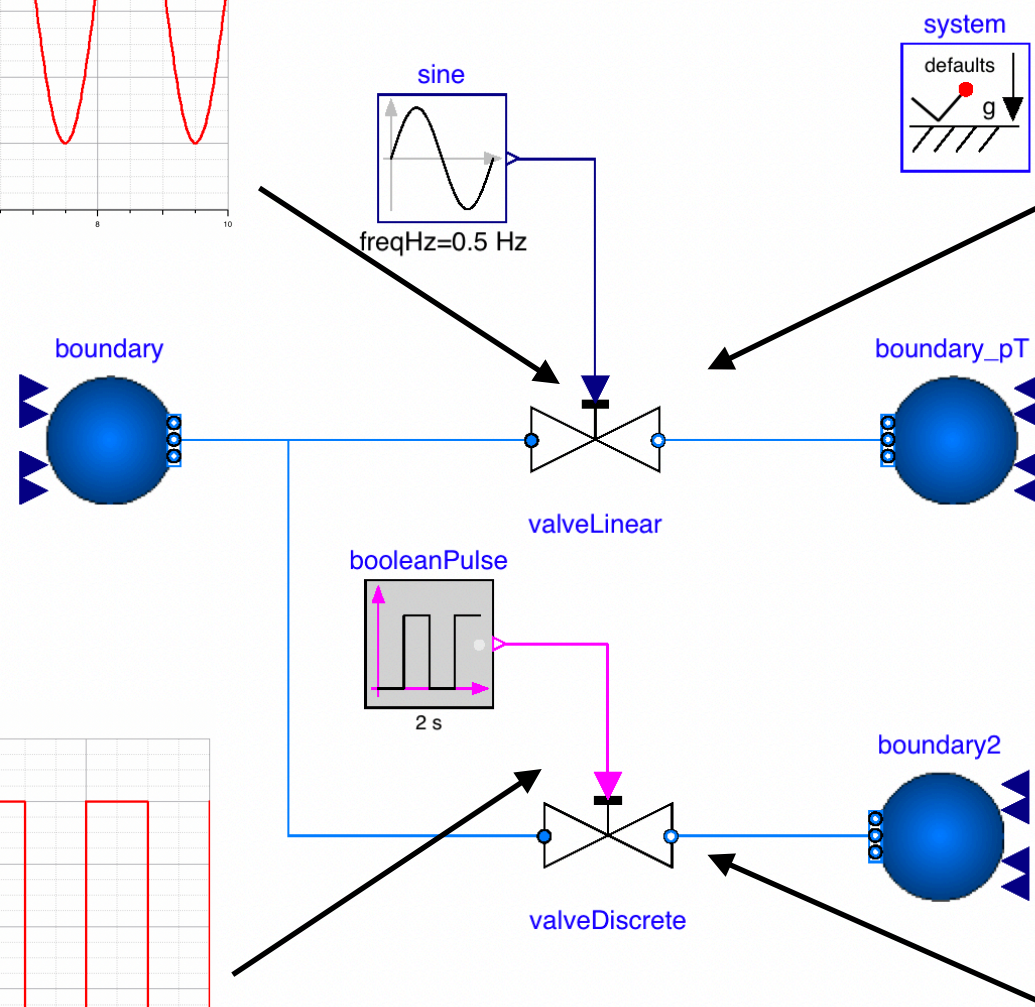 system
defaults
g
sine
freqHz=0.5 Hz
8
10
boundary
boundary_pT
valveLinear
booleanPulse
2 s
boundary2
valveDiscrete